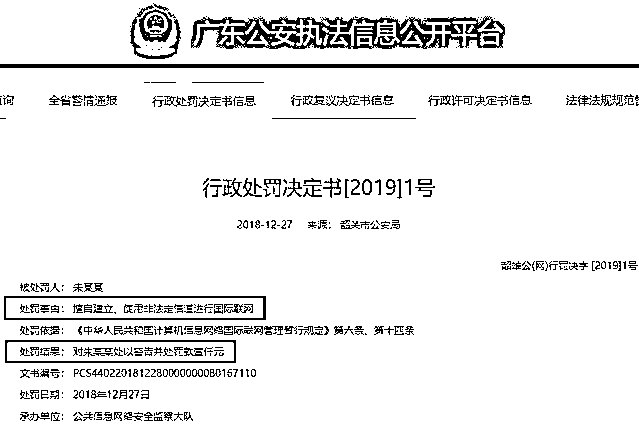 广东公安执法信息公开平台
查询 全省警情通报 行政处罚决定书信息 行政复议决定书信息 行政许可决定书信息 法律法规规范
行政处罚决定书[2019]1号
2018-12-27 来源： 韶关市公安局
韶雄公(网)行罚决字 [2019]1号
被处罚人： 朱某某
处罚事由： 擅自建立、使用非法定信道进行国际联网
处罚依据： 《中华人民共和国计算机信息网络国际联网管理暂行规定》第六条、第十四条
处罚结果： 对朱某某处以警告并处罚款壹仟元
文书编号： PCS4402201812280000000080167110
处罚日期： 2018年12月27日
承办单位： 公共信息网络安全监察大队